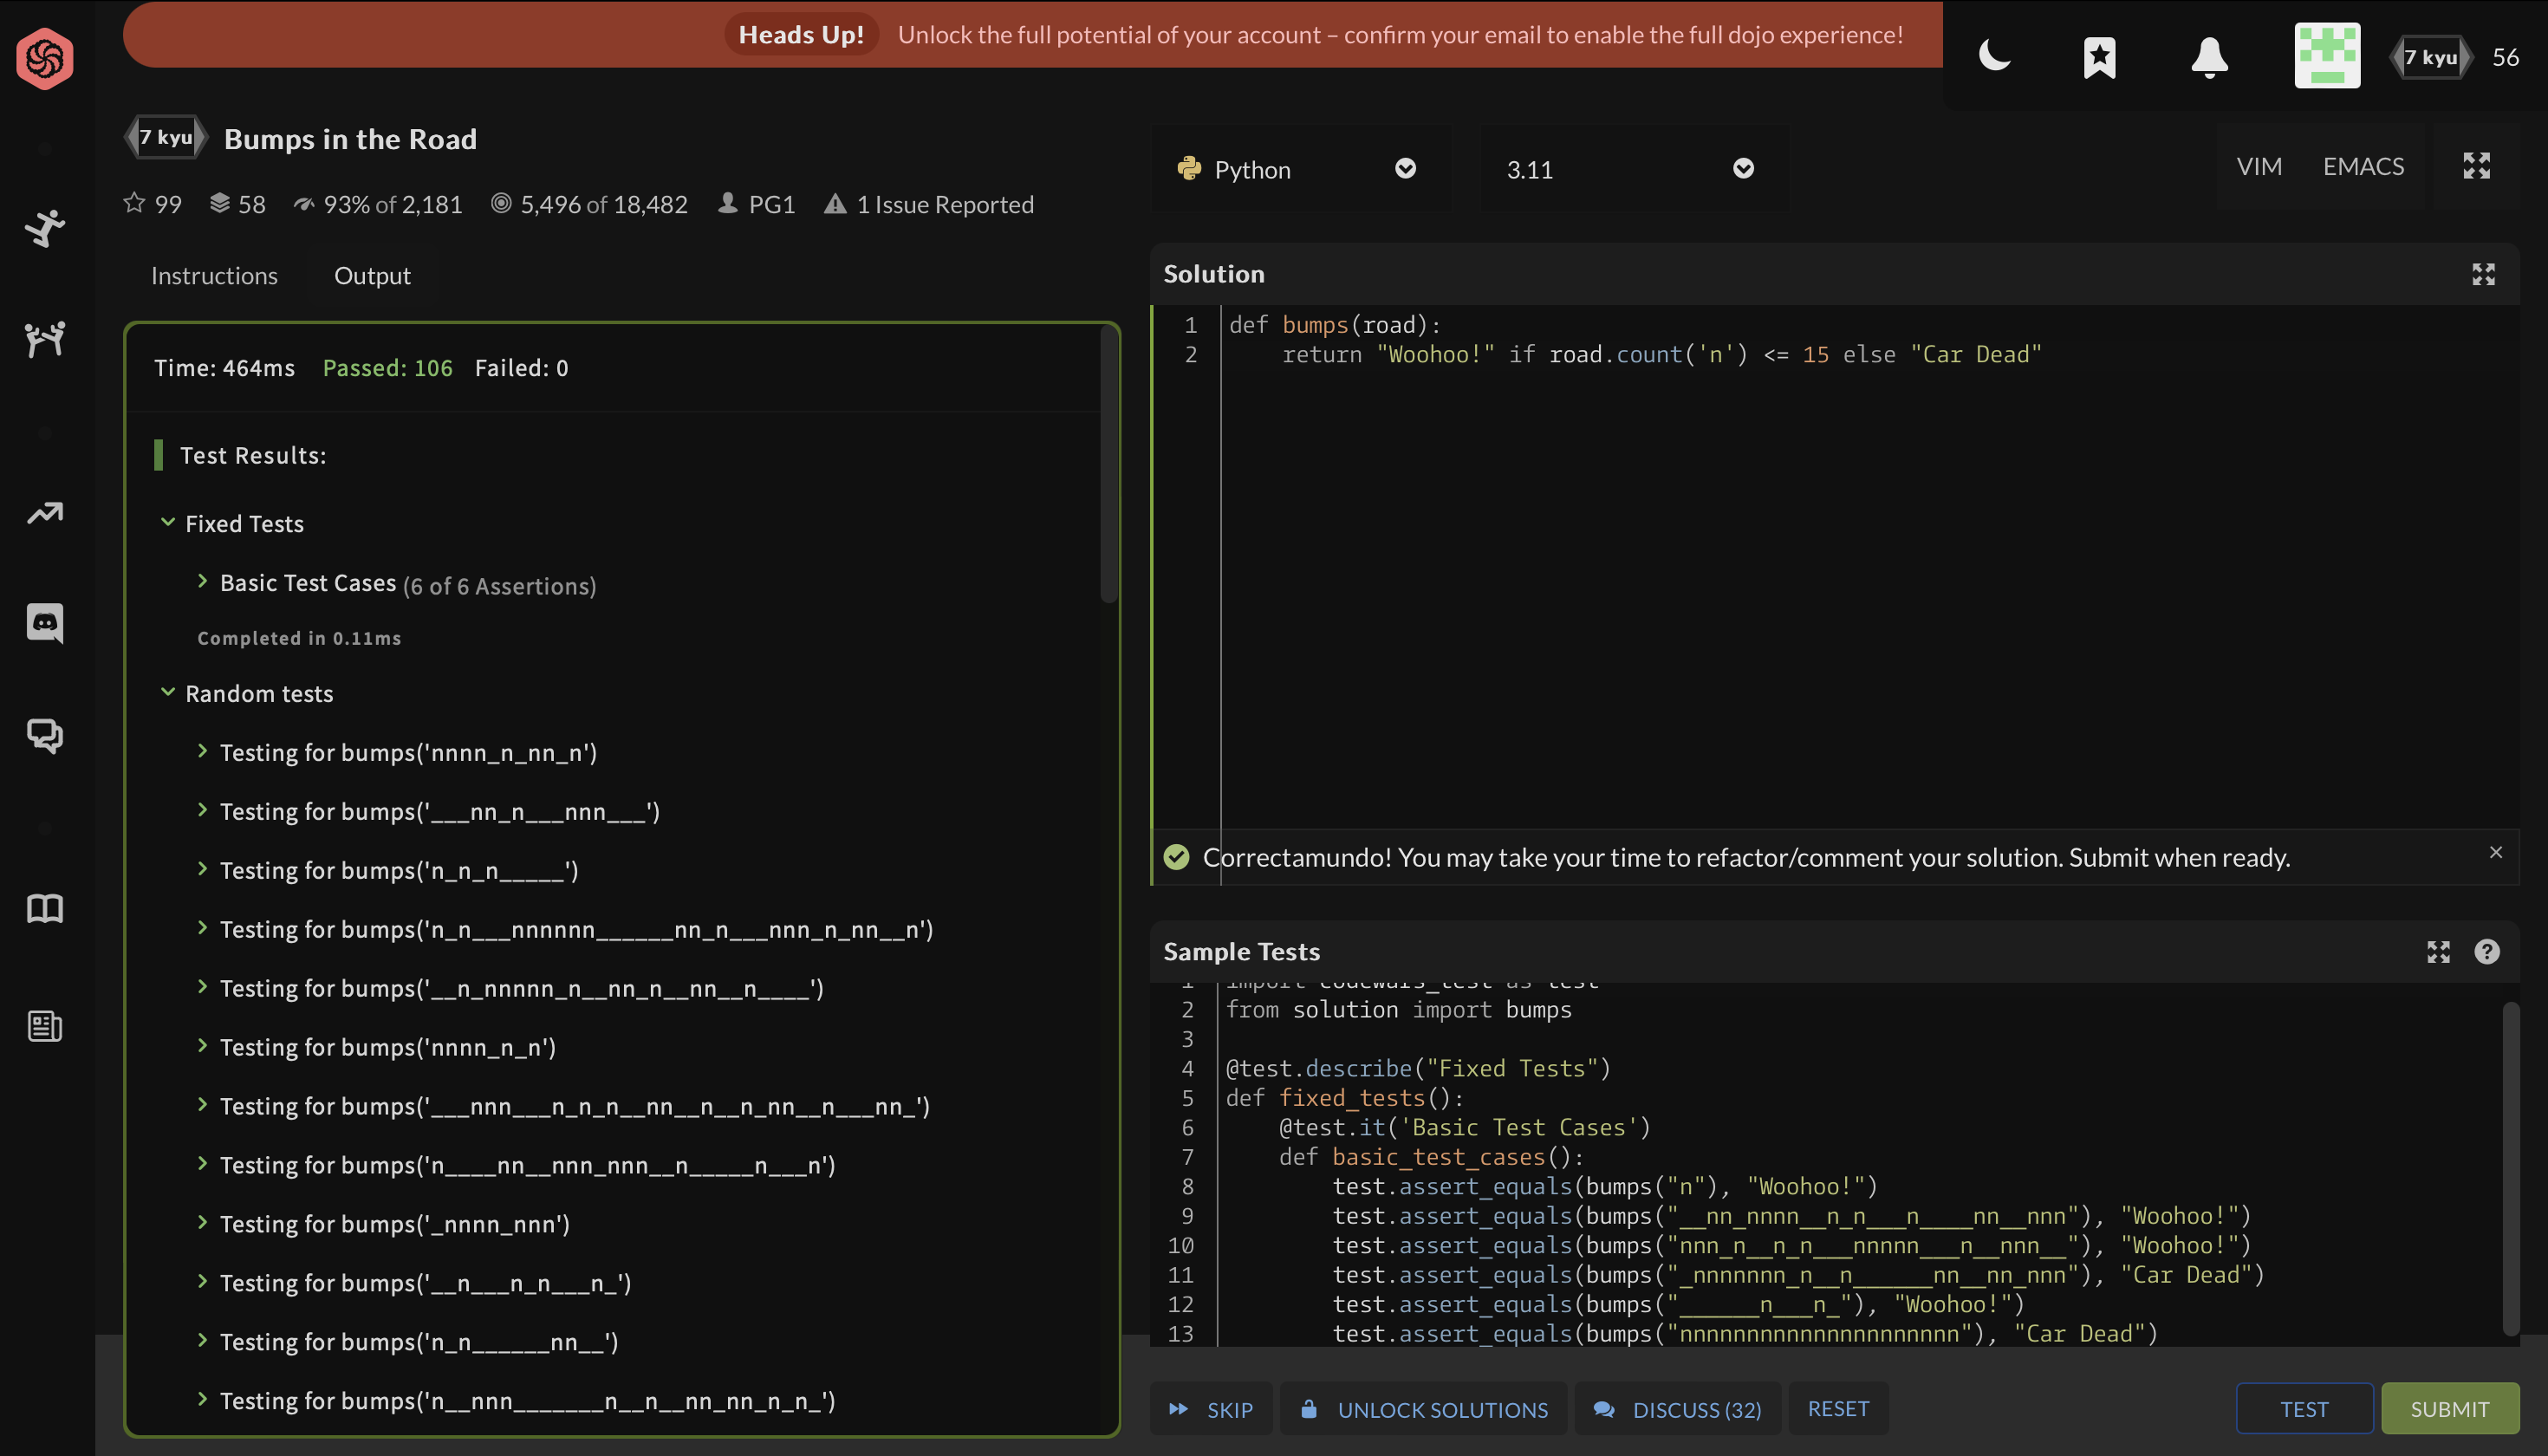 Heads Up! Unlock the full potential of your account – confirm your email to enable the full dojo experience!
7 kyu 56
7 kyu Bumps in the Road
99 58 93% of 2,181 5,496 of 18,482 PG1 1 Issue Reported
Python
3.11
VIM EMACS
Instructions Output
Time: 464ms Passed: 106 Failed: 0
Test Results:
Fixed Tests
Basic Test Cases (6 of 6 Assertions)
Completed in 0.11ms
Random tests
Testing for bumps('nnnn_n_nn_n')
Testing for bumps('___nn_n___nnn___')
Testing for bumps('n_n_n_____')
Testing for bumps('n_n___nnnnnn______nn_n___nnn_n_nn__n')
Testing for bumps('__n_nnnnn_n__nn_n__nn__n____')
Testing for bumps('nnnn_n_n')
Testing for bumps('___nnn___n_n_n__nn__n__n_nn__n___nn_')
Testing for bumps('n____nn__nnn_nnn__n_____n___n')
Testing for bumps('_nnnn_nnn')
Testing for bumps('__n___n_n___n_')
Testing for bumps('n_n______nn__')
Testing for bumps('n__nnn_______n__n__nn_nn_n_n_')
Solution
1 def bumps(road):
2 return "Woohoo!" if road.count('n') <= 15 else "Car Dead"
Correctamundo! You may take your time to refactor/comment your solution. Submit when ready.
Sample Tests
1 import codewars_test as test
2 from solution import bumps
3
4 @test.describe("Fixed Tests")
5 def fixed_tests():
6 @test.it('Basic Test Cases')
7 def basic_test_cases():
8 test.assert_equals(bumps("n"), "Woohoo!")
9 test.assert_equals(bumps("__nn_nnnn__n_n___n____nn__nnn"), "Woohoo!")
10 test.assert_equals(bumps("nnn_n__n_n___nnnnn___n__nnn__"), "Woohoo!")
11 test.assert_equals(bumps("_nnnnnnn_n__n______nn__nn_nnn"), "Car Dead")
12 test.assert_equals(bumps("______n___n_"), "Woohoo!")
13 test.assert_equals(bumps("nnnnnnnnnnnnnnnnnnnnn"), "Car Dead")
SKIP UNLOCK SOLUTIONS DISCUSS (32) RESET TEST SUBMIT